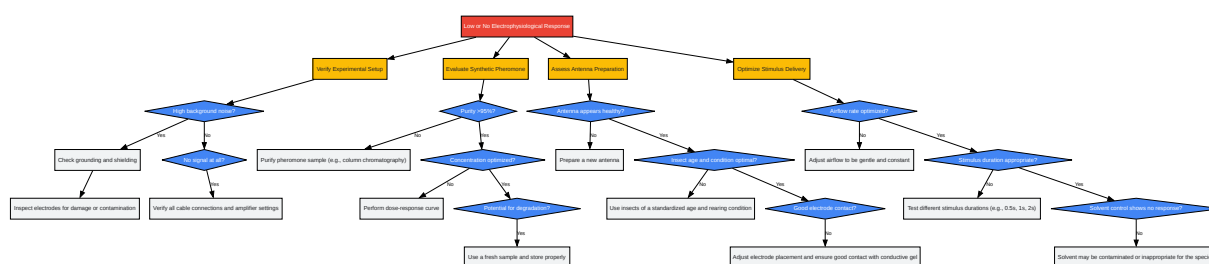 Low or No Electrophysiological Response
Verify Experimental Setup
Evaluate Synthetic Pheromone
Assess Antenna Preparation
Optimize Stimulus Delivery
High background noise?
Purity >95%?
Antenna appears healthy?
Airflow rate optimized?
Yes
No
No
Yes
No
Yes
No
Yes
Check grounding and shielding
No signal at all?
Purify pheromone sample (e.g., column chromatography)
Concentration optimized?
Prepare a new antenna
Insect age and condition optimal?
Adjust airflow to be gentle and constant
Stimulus duration appropriate?
Yes
No
Yes
No
Yes
No
Yes
Inspect electrodes for damage or contamination
Verify all cable connections and amplifier settings
Perform dose-response curve
Potential for degradation?
Use insects of a standardized age and rearing condition
Good electrode contact?
Test different stimulus durations (e.g., 0.5s, 1s, 2s)
Solvent control shows no response?
Yes
No
No
Use a fresh sample and store properly
Adjust electrode placement and ensure good contact with conductive gel
Solvent may be contaminated or inappropriate for the